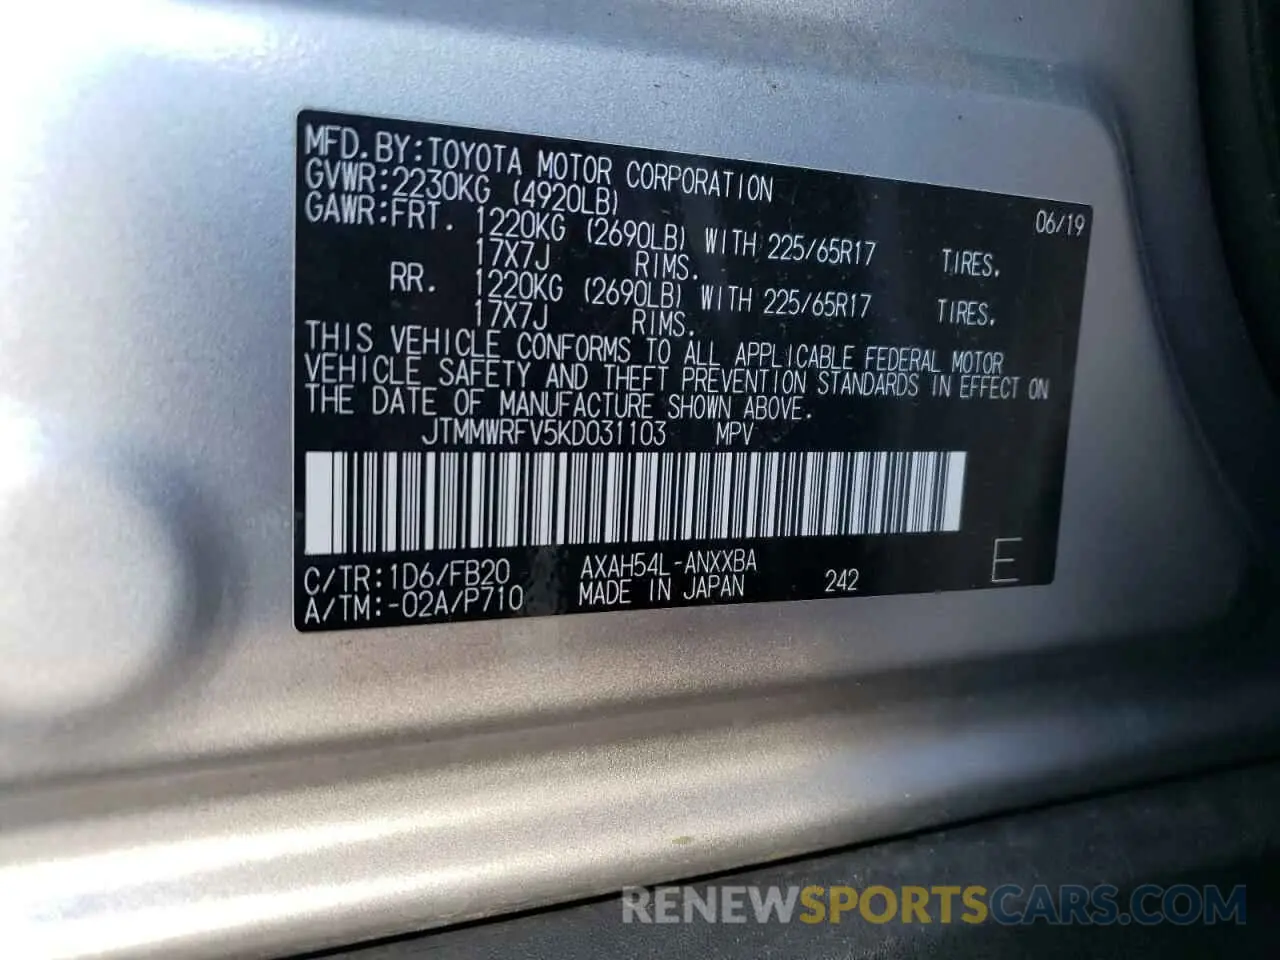 MFD.BY:TOYOTA MOTOR CORPORATION 06/19
GVWR:2230KG (4920LB)
GAWR:FRT. 1220KG (2690LB) WITH 225/65R17 TIRES.
17X7J RIMS.
RR. 1220KG (2690LB) WITH 225/65R17 TIRES.
17X7J RIMS.
THIS VEHICLE CONFORMS TO ALL APPLICABLE FEDERAL MOTOR
VEHICLE SAFETY AND THEFT PREVENTION STANDARDS IN EFFECT ON
THE DATE OF MANUFACTURE SHOWN ABOVE.
JTMMWRFV5KD031103 MPV
C/TR:1D6/FB20 AXAH54L-ANXXBA
A/TM:-02A/P710 MADE IN JAPAN 242 E
RENEWSPORTSCARS.COM